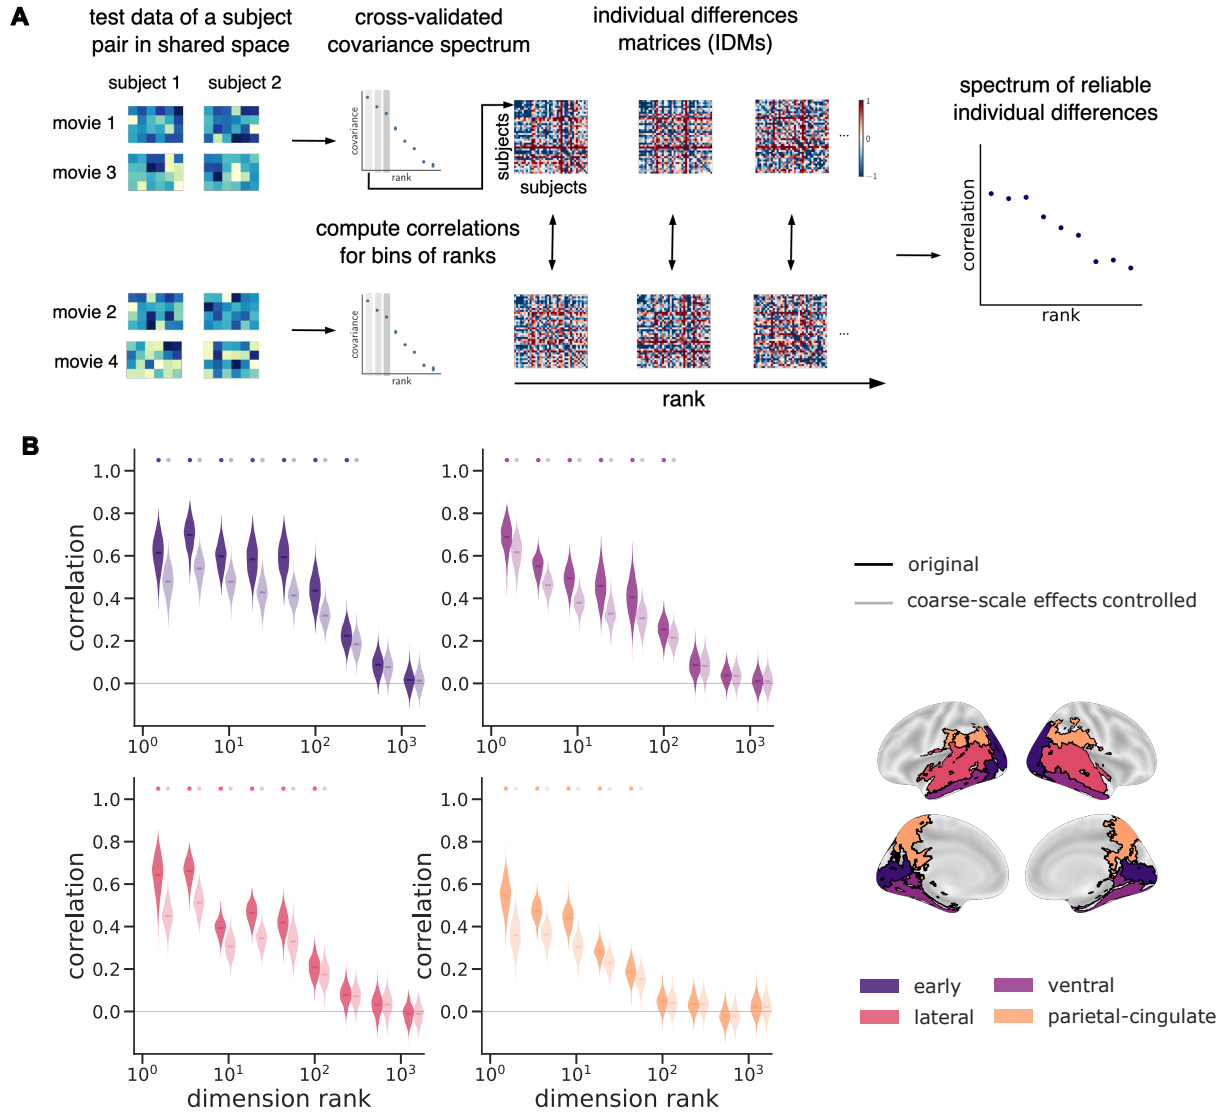 A
test data of a subject
pair in shared space
cross-validated
covariance spectrum
individual differences
matrices (IDMs)
subject 1
subject 2
spectrum of reliable
individual differences
movie 1
movie 3
covariance
rank
subjects
subjects
...
1
0
−1
correlation
rank
compute correlations
for bins of ranks
movie 2
movie 4
covariance
rank
...
rank
B
1.0
0.8
0.6
0.4
0.2
0.0
correlation
10⁰
10¹
10²
10³
1.0
0.8
0.6
0.4
0.2
0.0
10⁰
10¹
10²
10³
original
coarse-scale effects controlled
1.0
0.8
0.6
0.4
0.2
0.0
correlation
10⁰
10¹
10²
10³
dimension rank
1.0
0.8
0.6
0.4
0.2
0.0
correlation
10⁰
10¹
10²
10³
dimension rank
early
ventral
lateral
parietal-cingulate